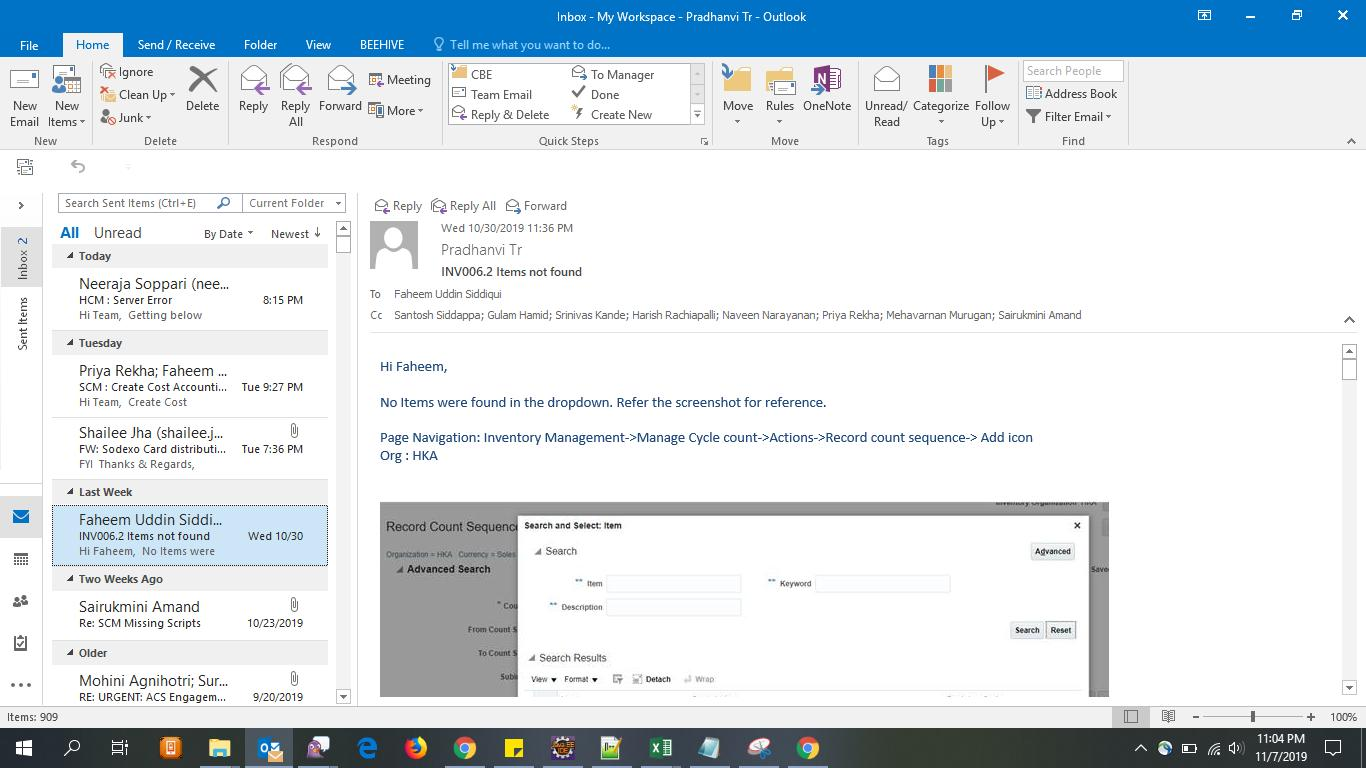 Inbox - My Workspace - Pradhanvi Tr - Outlook
File Home Send / Receive Folder View BEEHIVE Tell me what you want to do...
New Email
New Items
Ignore
Clean Up
Junk
Delete
Reply
Reply All
Forward
Meeting
More
CBE
Team Email
Reply & Delete
To Manager
Done
Create New
Move
Rules
OneNote
Unread/ Read
Categorize
Follow Up
Search People
Address Book
Filter Email
New Delete Respond Quick Steps Move Tags Find
Search Sent Items (Ctrl+E) Current Folder
All Unread By Date Newest
Inbox 2
Sent Items
Today
Neeraja Soppari (nee...
HCM : Server Error 8:15 PM
Hi Team, Getting below
Tuesday
Priya Rekha; Faheem ...
SCM : Create Cost Accounti... Tue 9:27 PM
Hi Team, Create Cost
Shailee Jha (shailee.j...
FW: Sodexo Card distributi... Tue 7:36 PM
FYI Thanks & Regards,
Last Week
Faheem Uddin Siddi...
INV006.2 Items not found Wed 10/30
Hi Faheem, No Items were
Two Weeks Ago
Sairukmini Amand
Re: SCM Missing Scripts 10/23/2019
Older
Mohini Agnihotri; Sur...
RE: URGENT: ACS Engagem... 9/20/2019
Reply Reply All Forward
Wed 10/30/2019 11:36 PM
Pradhanvi Tr
INV006.2 Items not found
To Faheem Uddin Siddiqui
Cc Santosh Siddappa; Gulam Hamid; Srinivas Kande; Harish Rachiapalli; Naveen Narayanan; Priya Rekha; Mehavarnan Murugan; Sairukmini Amand
Hi Faheem,
No Items were found in the dropdown. Refer the screenshot for reference.
Page Navigation: Inventory Management->Manage Cycle count->Actions->Record count sequence-> Add icon
Org : HKA
Record Count Sequence
Organization = HKA Currency = Soles
Advanced Search
* Cou
From Count S
To Count S
Subi
Save
Search and Select: Item
Search
Advanced
** Item
** Keyword
** Description
Search Reset
Search Results
View Format Detach Wrap
Items: 909
100%
11:04 PM
11/7/2019